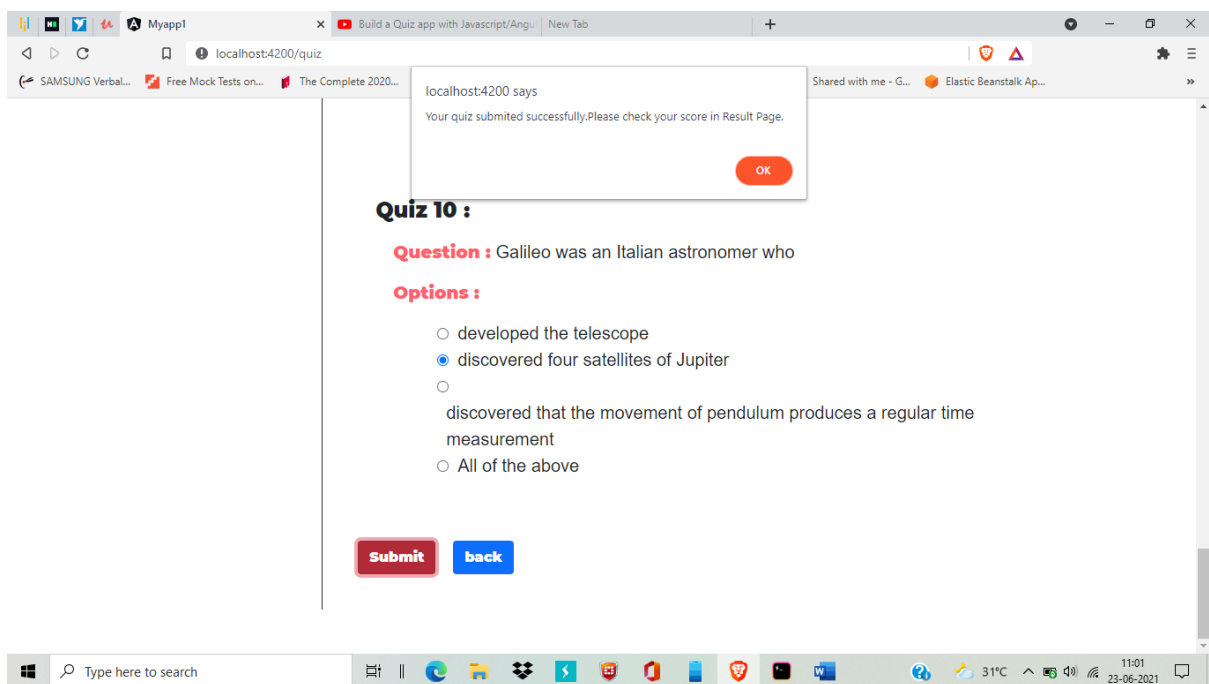 Myapp1
Build a Quiz app with Javascript/Angu
New Tab
localhost:4200/quiz
SAMSUNG Verbal...
Free Mock Tests on...
The Complete 2020...
Shared with me - G...
Elastic Beanstalk Ap...
localhost:4200 says
Your quiz submited successfully.Please check your score in Result Page.
OK
Quiz 10 :
Question : Galileo was an Italian astronomer who
Options :
developed the telescope
discovered four satellites of Jupiter
discovered that the movement of pendulum produces a regular time
measurement
All of the above
Submit
back
Type here to search
31°C
11:01
23-06-2021